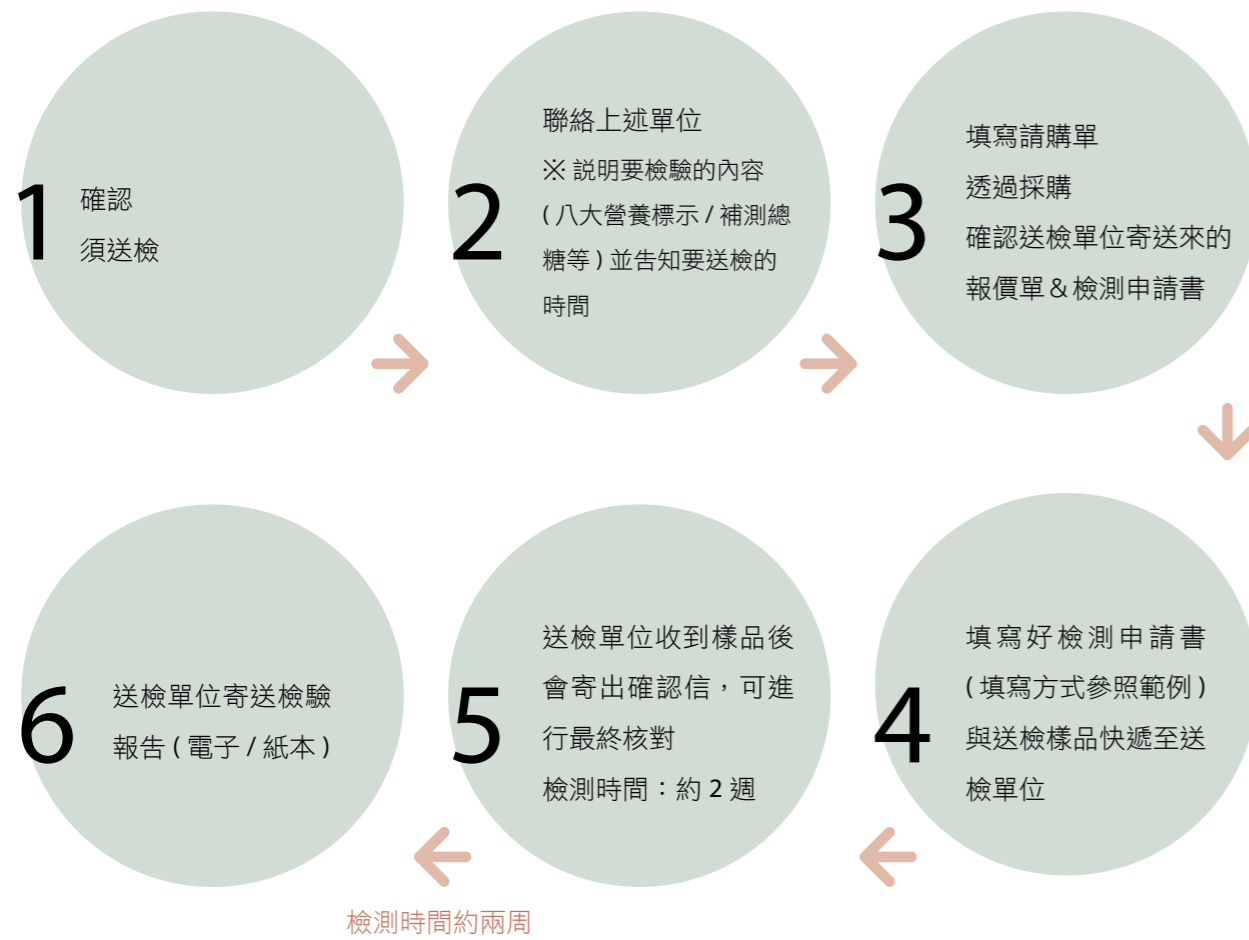 1
確認
須送檢
2
聯絡上述單位
※ 說明要檢驗的內容
( 八大營養標示 / 補測總
糖等 ) 並告知要送檢的
時間
3
填寫請購單
透過採購
確認送檢單位寄送來的
報價單＆檢測申請書
4
填寫好檢測申請書
( 填寫方式參照範例 )
與送檢樣品快遞至送
檢單位
5
送檢單位收到樣品後
會寄出確認信，可進
行最終核對
檢測時間：約 2 週
6
送檢單位寄送檢驗
報告 ( 電子 / 紙本 )
檢測時間約兩周